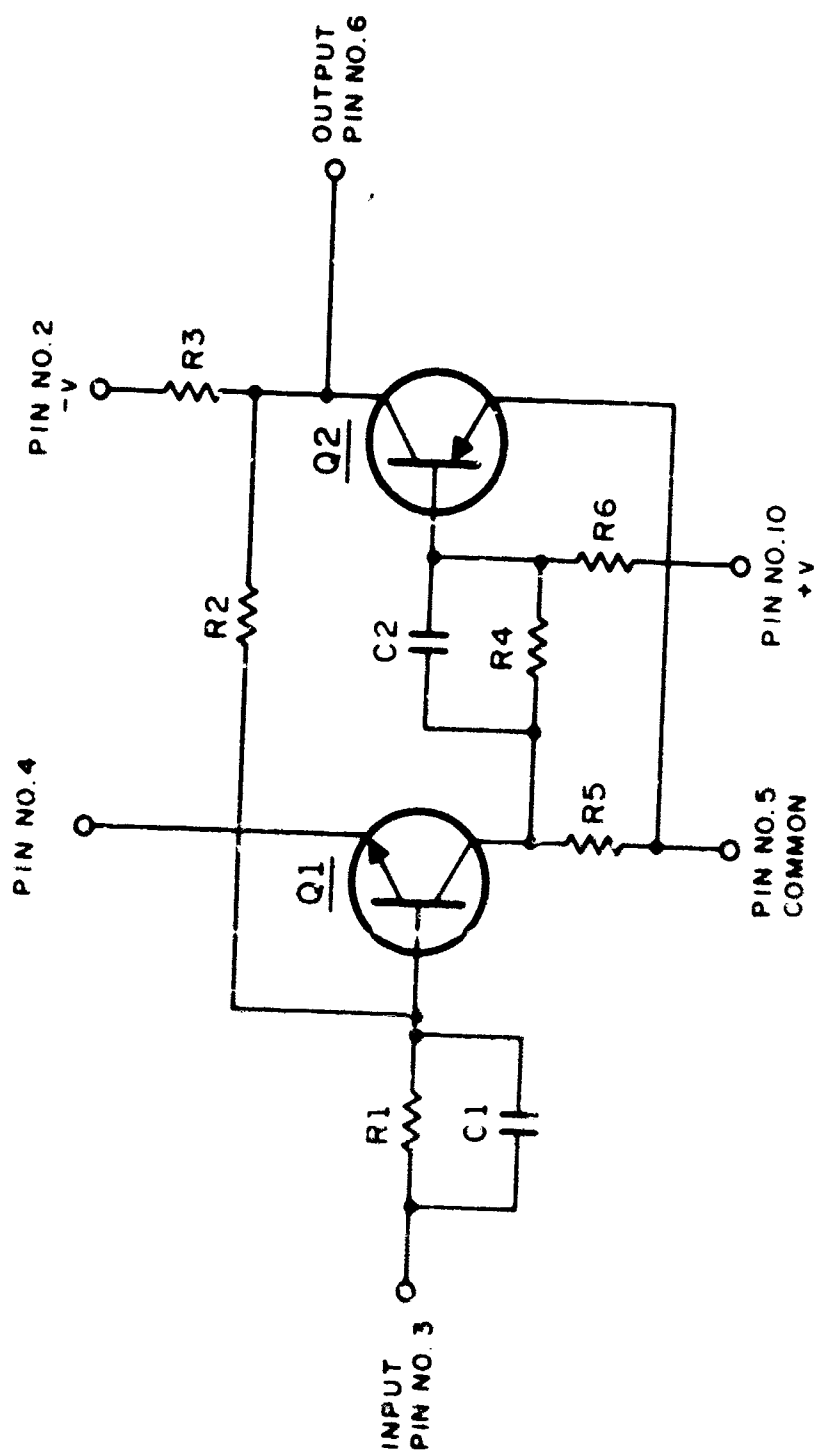 PIN NO. 2
-V
R3
OUTPUT
PIN NO. 6
R2
PIN NO. 4
Q2
Q1
C2
R4
R6
R1
C1
R5
INPUT
PIN NO. 3
PIN NO. 5
COMMON
PIN NO. 10
+V